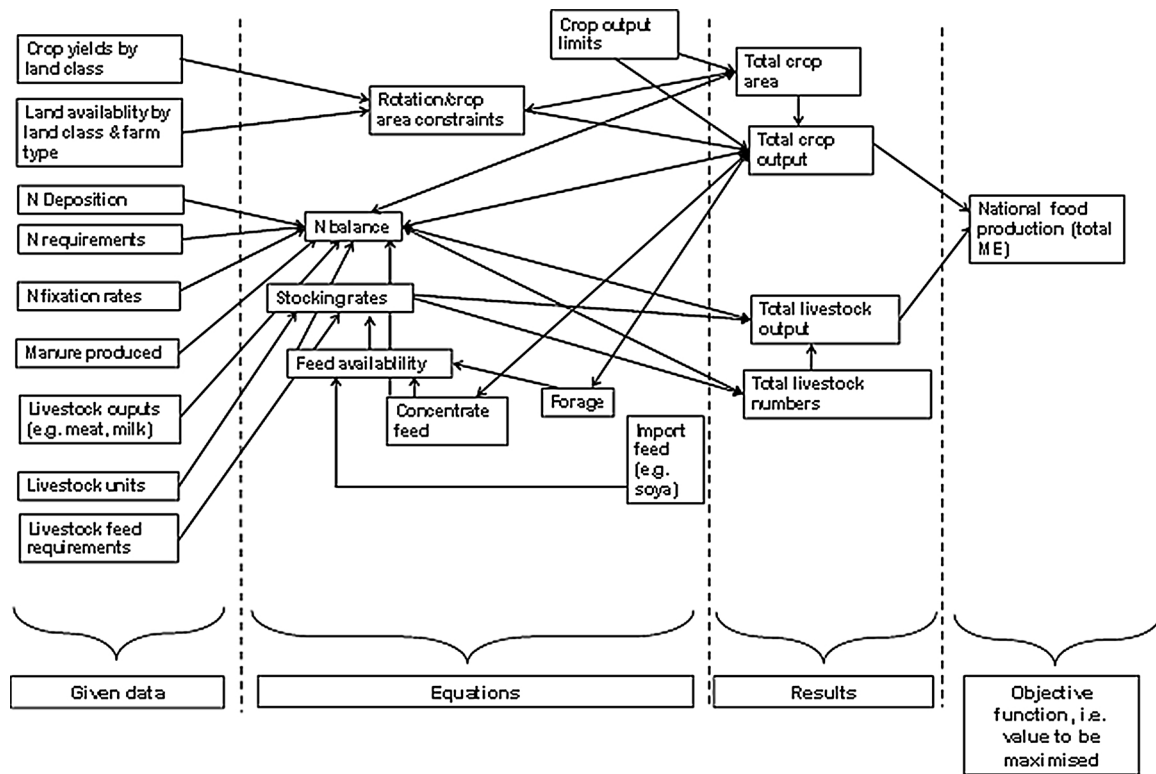 Crop yields by
land class
Land availablity by
land class & farm
type
N Deposition
N requirements
N fixation rates
Manure produced
Livestock ouputs
(e.g. meat, milk)
Livestock units
Livestock feed
requirements
Crop output
limits
Rotation/crop
area constraints
N balance
Stocking rates
Feed availablility
Concentrate
feed
Forage
Import
feed
(e.g.
soya)
Total crop
area
Total crop
output
Total livestock
output
Total livestock
numbers
National food
production (total
ME)
Given data
Equations
Results
Objective
function, i.e.
value to be
maximised